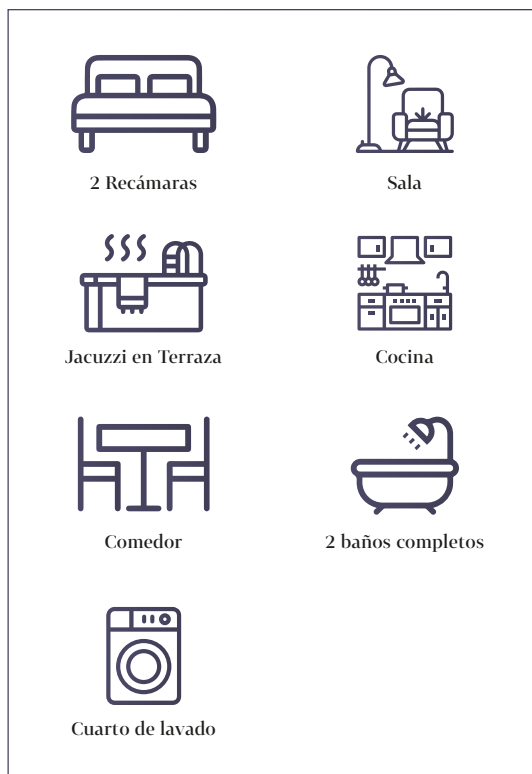 2 Recámaras
Sala
Jacuzzi en Terraza
Cocina
Comedor
2 baños completos
Cuarto de lavado